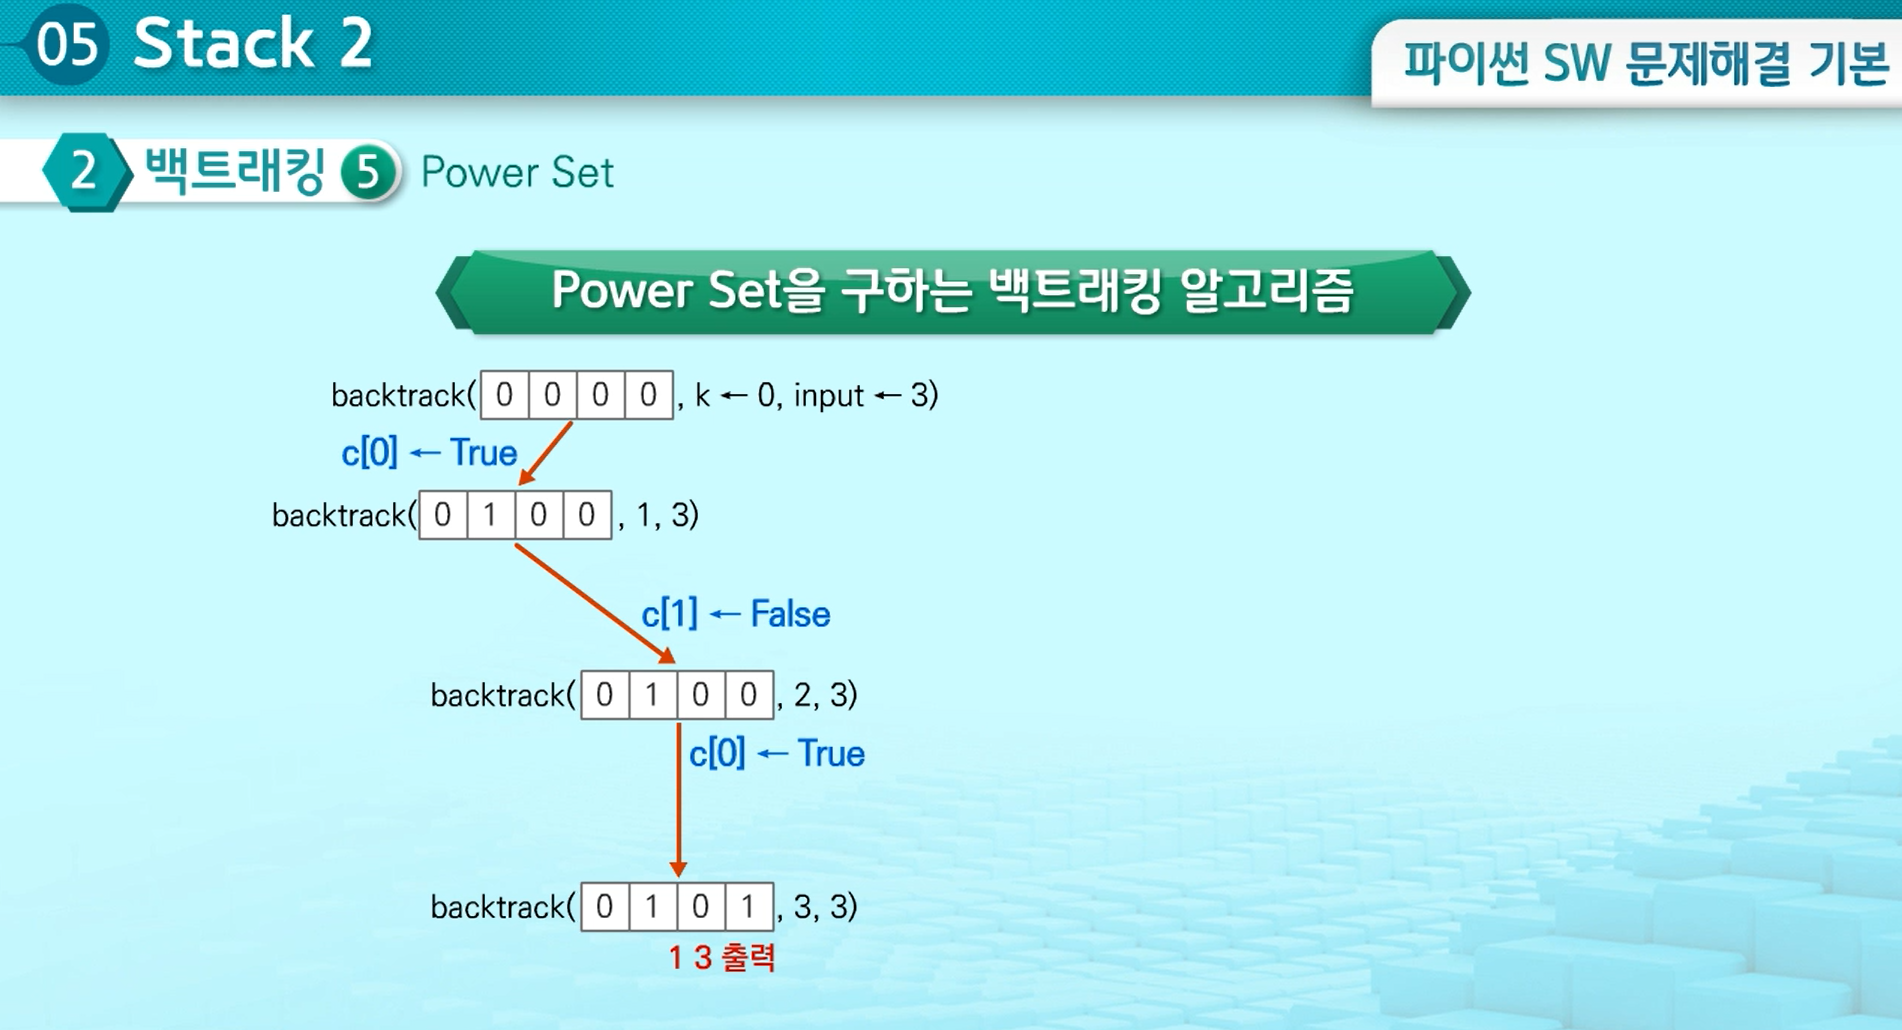 05 Stack 2
파이썬 SW 문제해결 기본
2 백트래킹 5 Power Set
Power Set을 구하는 백트래킹 알고리즘
backtrack( 0 0 0 0 , k ← 0, input ← 3)
c[0] ← True
backtrack( 0 1 0 0 , 1, 3)
c[1] ← False
backtrack( 0 1 0 0 , 2, 3)
c[0] ← True
backtrack( 0 1 0 1 , 3, 3)
1 3 출력